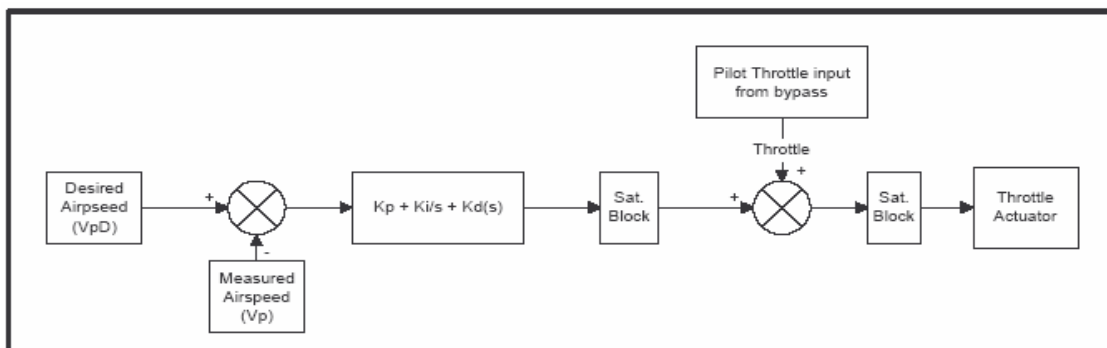 Pilot Throttle input
from bypass
Throttle
+
Desired
Airpseed
(VpD)
+
-
Measured
Airspeed
(Vp)
Kp + Ki/s + Kd(s)
Sat.
Block
+
Sat.
Block
Throttle
Actuator